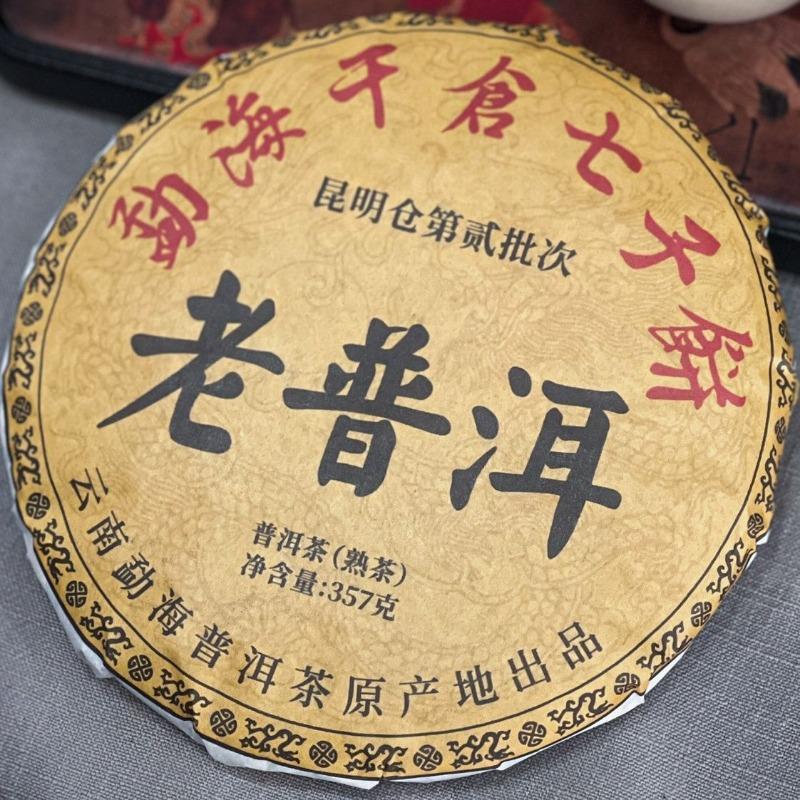 勐海干倉七子餅
昆明仓第贰批次
老普洱
普洱茶(熟茶)
净含量:357克
云南勐海普洱茶原产地出品